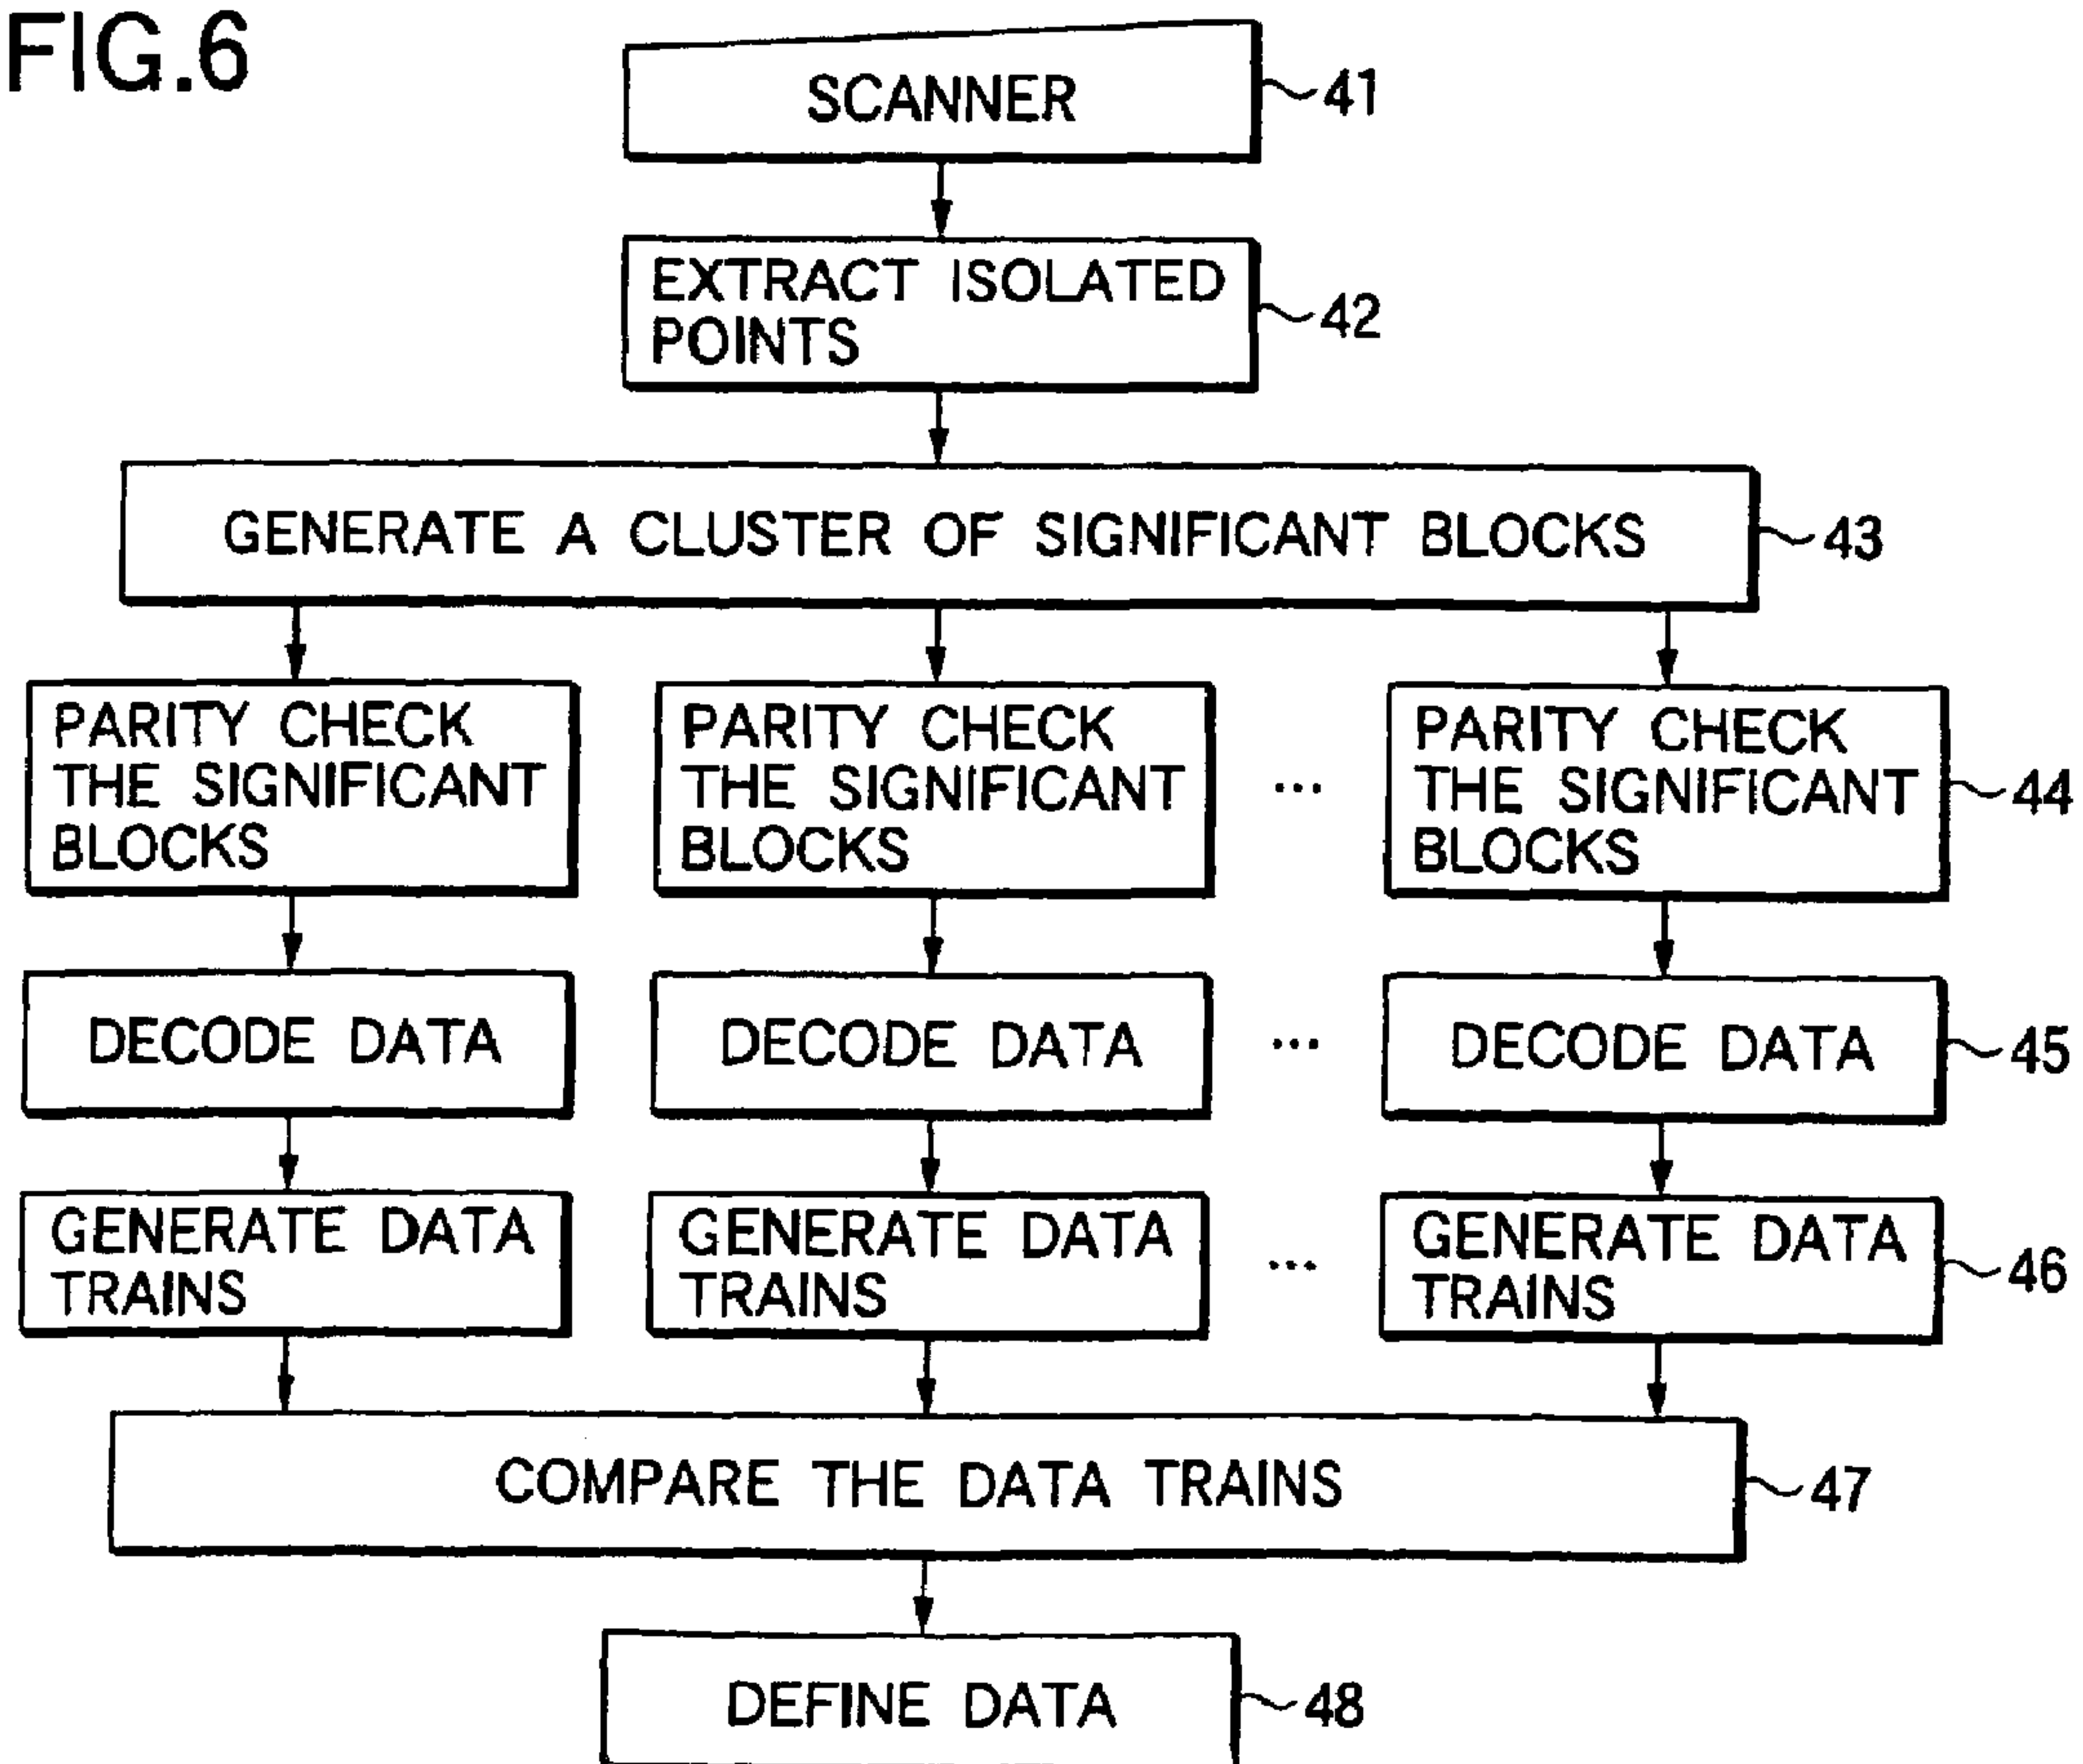 FIG.6
SCANNER
41
EXTRACT ISOLATED
POINTS
42
GENERATE A CLUSTER OF SIGNIFICANT BLOCKS
43
PARITY CHECK
THE SIGNIFICANT
BLOCKS
PARITY CHECK
THE SIGNIFICANT
BLOCKS
...
PARITY CHECK
THE SIGNIFICANT
BLOCKS
44
DECODE DATA
DECODE DATA
...
DECODE DATA
45
GENERATE DATA
TRAINS
GENERATE DATA
TRAINS
...
GENERATE DATA
TRAINS
46
COMPARE THE DATA TRAINS
47
DEFINE DATA
48